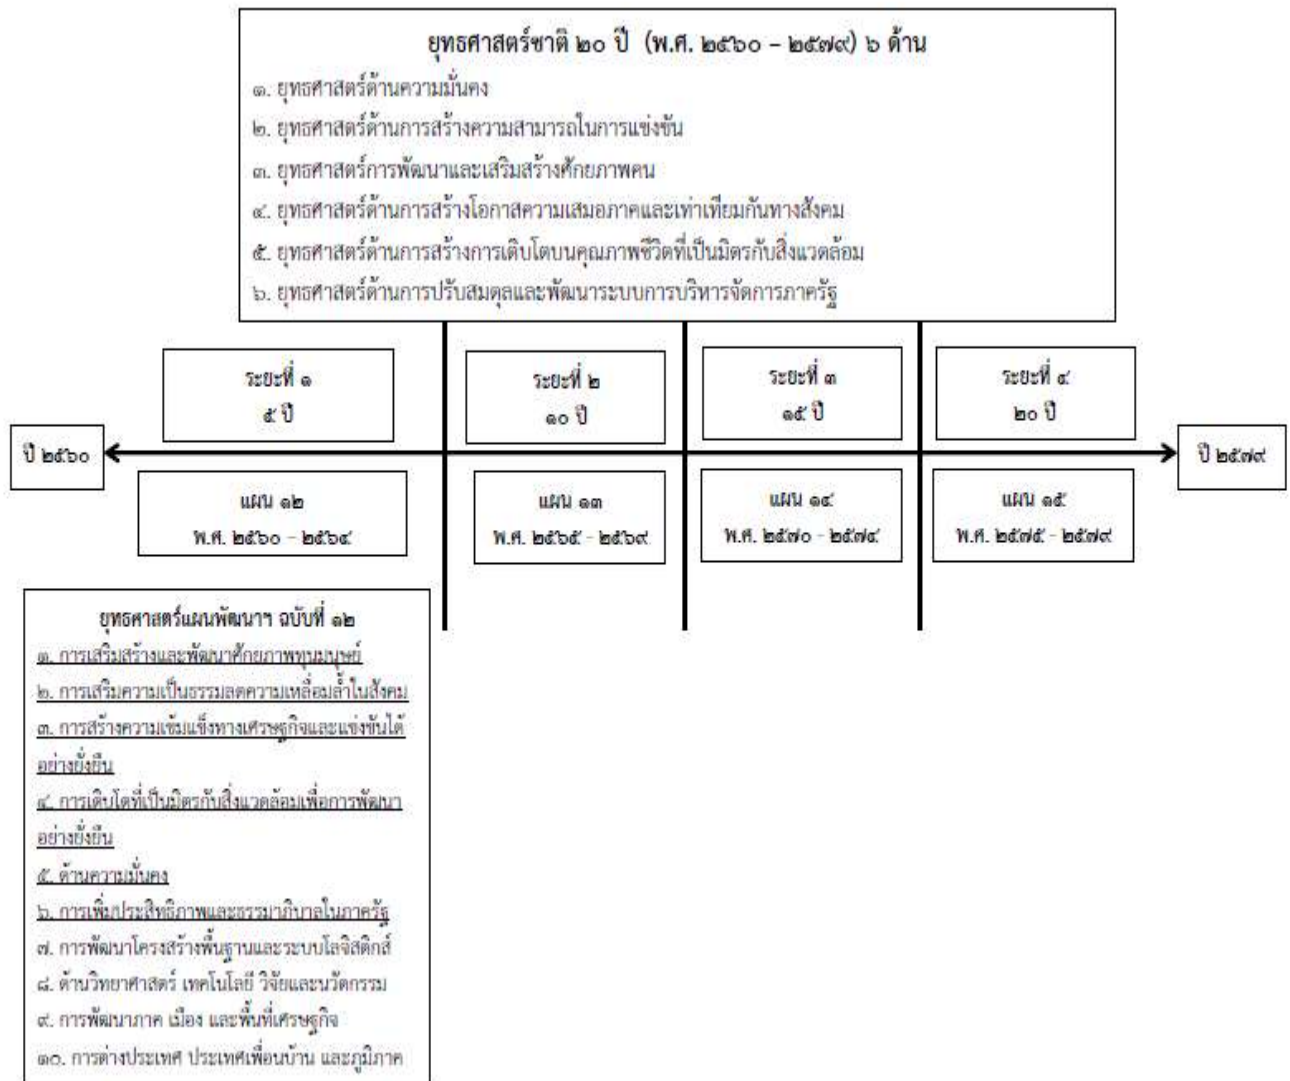 ยุทธศาสตร์ชาติ ๒๐ ปี (พ.ศ. ๒๕๖๐ - ๒๕๗๙) ๖ ด้าน
๑. ยุทธศาสตร์ด้านความมั่นคง
๒. ยุทธศาสตร์ด้านการสร้างความสามารถในการแข่งขัน
๓. ยุทธศาสตร์การพัฒนาและเสริมสร้างศักยภาพคน
๔. ยุทธศาสตร์ด้านการสร้างโอกาสความเสมอภาคและเท่าเทียมกันทางสังคม
๕. ยุทธศาสตร์ด้านการสร้างการเติบโตบนคุณภาพชีวิตที่เป็นมิตรกับสิ่งแวดล้อม
๖. ยุทธศาสตร์ด้านการปรับสมดุลและพัฒนาระบบการบริหารจัดการภาครัฐ
ระยะที่ ๑
๕ ปี
ระยะที่ ๒
๑๐ ปี
ระยะที่ ๓
๑๕ ปี
ระยะที่ ๔
๒๐ ปี
ปี ๒๕๖๐
ปี ๒๕๗๙
แผน ๑๒
พ.ศ. ๒๕๖๐ - ๒๕๖๔
แผน ๑๓
พ.ศ. ๒๕๖๕ - ๒๕๖๙
แผน ๑๔
พ.ศ. ๒๕๗๐ - ๒๕๗๔
แผน ๑๕
พ.ศ. ๒๕๗๕ - ๒๕๗๙
ยุทธศาสตร์แผนพัฒนาฯ ฉบับที่ ๑๒
๑. การเสริมสร้างและพัฒนาศักยภาพทุนมนุษย์
๒. การเสริมความเป็นธรรมลดความเหลื่อมล้ำในสังคม
๓. การสร้างความเข้มแข็งทางเศรษฐกิจและแข่งขันได้
อย่างยั่งยืน
๔. การเติบโตที่เป็นมิตรกับสิ่งแวดล้อมเพื่อการพัฒนา
อย่างยั่งยืน
๕. ด้านความมั่นคง
๖. การเพิ่มประสิทธิภาพและธรรมาภิบาลในภาครัฐ
๗. การพัฒนาโครงสร้างพื้นฐานและระบบโลจิสติกส์
๘. ด้านวิทยาศาสตร์ เทคโนโลยี วิจัยและนวัตกรรม
๙. การพัฒนาภาค เมือง และพื้นที่เศรษฐกิจ
๑๐. การต่างประเทศ ประเทศเพื่อนบ้าน และภูมิภาค